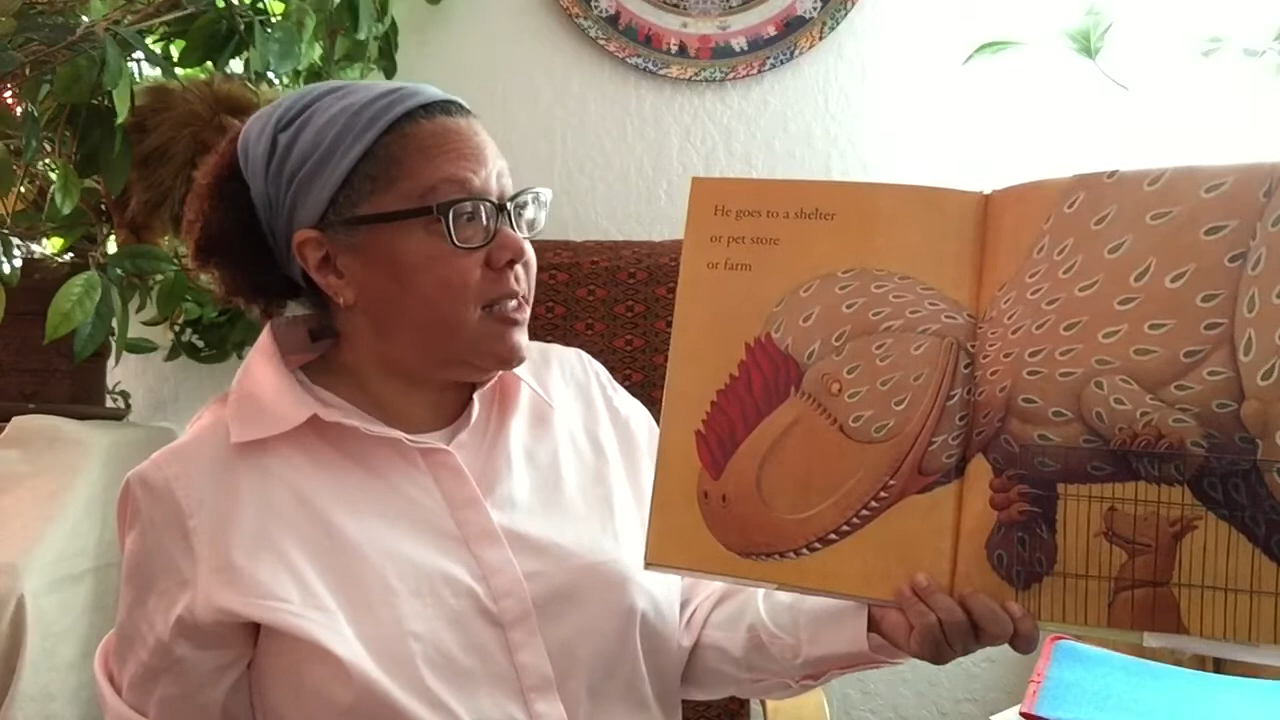 He goes to a shelter
or pet store
or farm